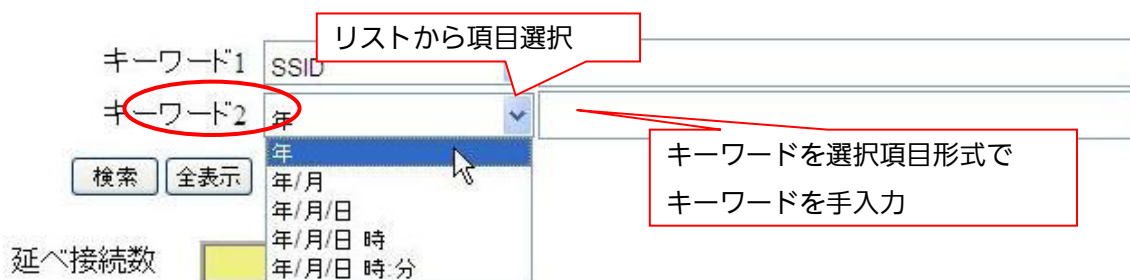 リストから項目選択
キーワード1 SSID
キーワード2 年
キーワードを選択項目形式で
キーワードを手入力
年
年/月
年/月/日
年/月/日 時
年/月/日 時:分
検索 全表示
延べ接続数